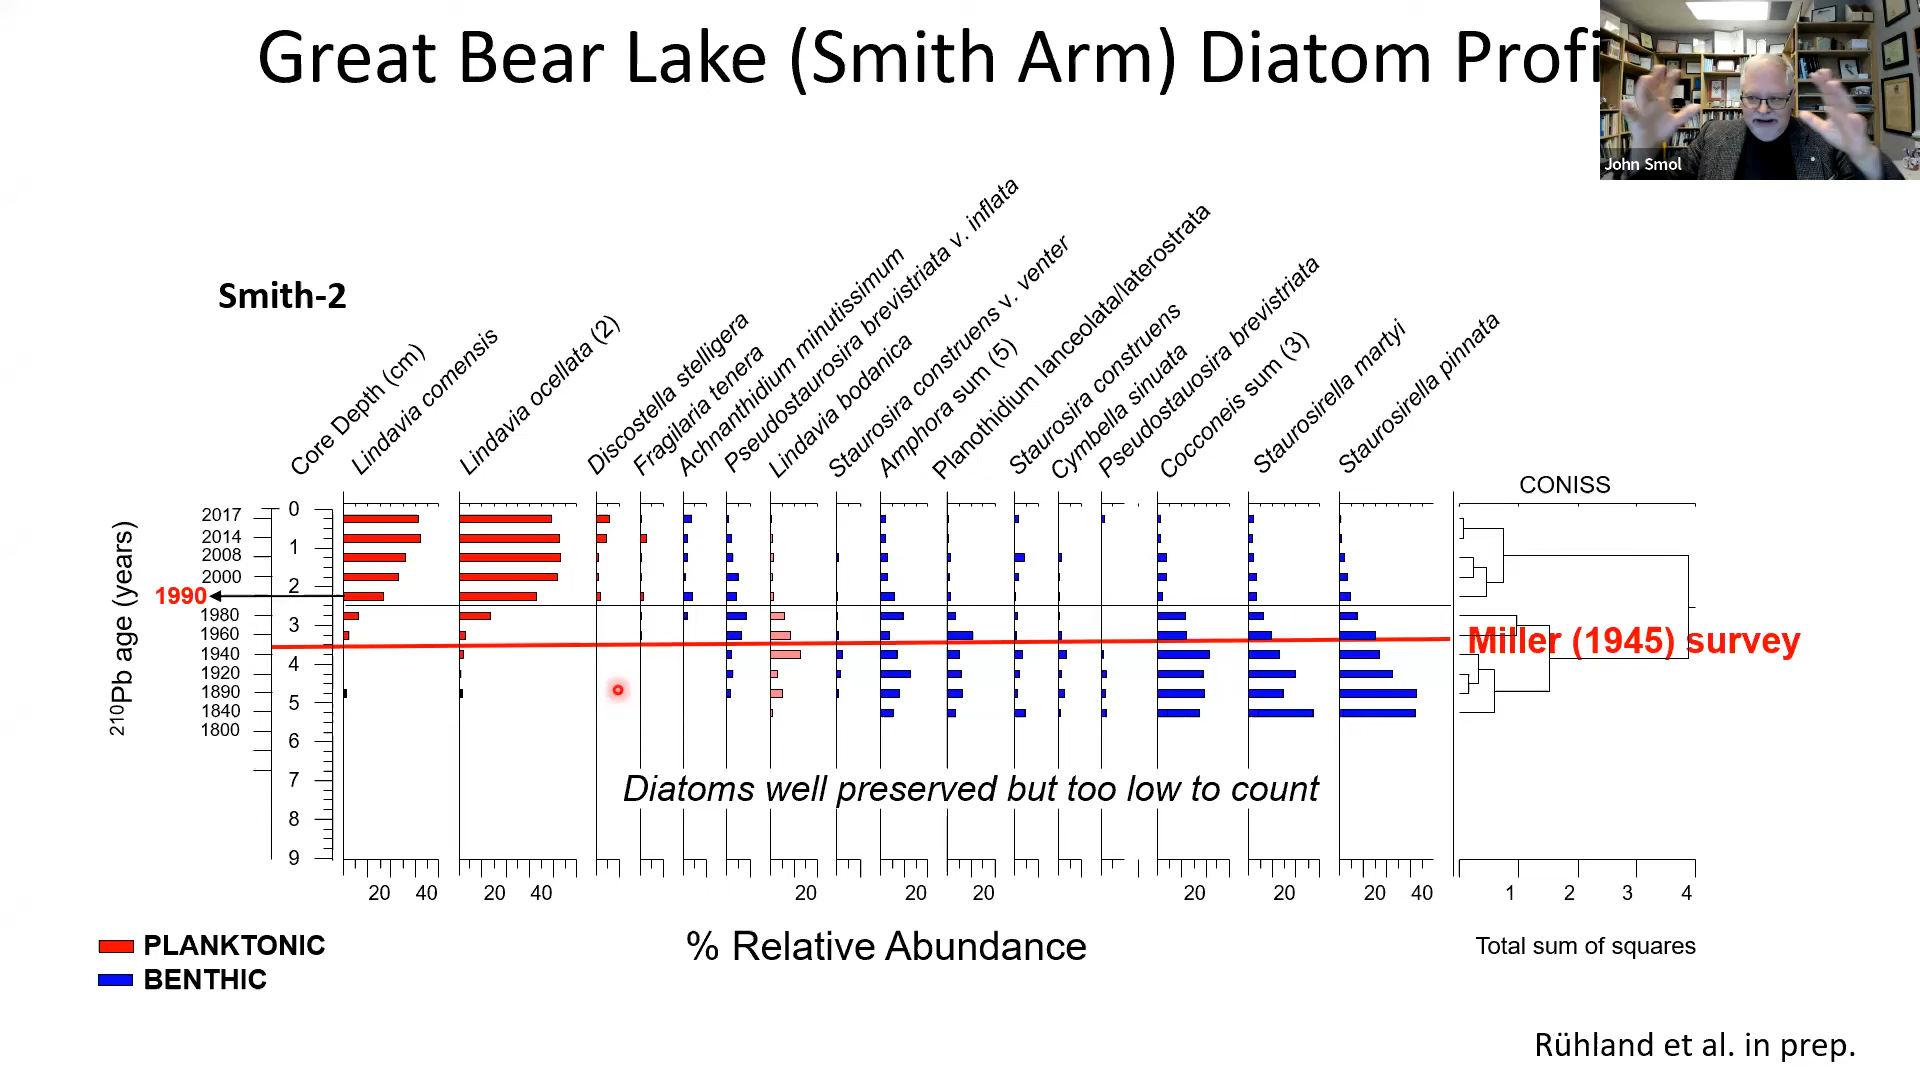 Great Bear Lake (Smith Arm) Diatom Profi
John Smol
Smith-2
Core Depth (cm)
Lindavia comensis
Lindavia ocellata (2)
Discostella stelligera
Fragilaria tenera
Achnanthidium minutissimum
Pseudostaurosira brevistriata v. inflata
Lindavia bodanica
Staurosira construens v. venter
Amphora sum (5)
Planothidium lanceolata/laterostrata
Staurosira construens
Cymbella sinuata
Pseudostauosira brevistriata
Cocconeis sum (3)
Staurosirella martyi
Staurosirella pinnata
CONISS
210Pb age (years)
2017
2014
2008
2000
1990
1980
1960
1940
1920
1890
1840
1800
0
1
2
3
4
5
6
7
8
9
Miller (1945) survey
Diatoms well preserved but too low to count
20 40 20 40 20 20 20 20 20 20 40 1 2 3 4
% Relative Abundance
Total sum of squares
PLANKTONIC
BENTHIC
Rühland et al. in prep.